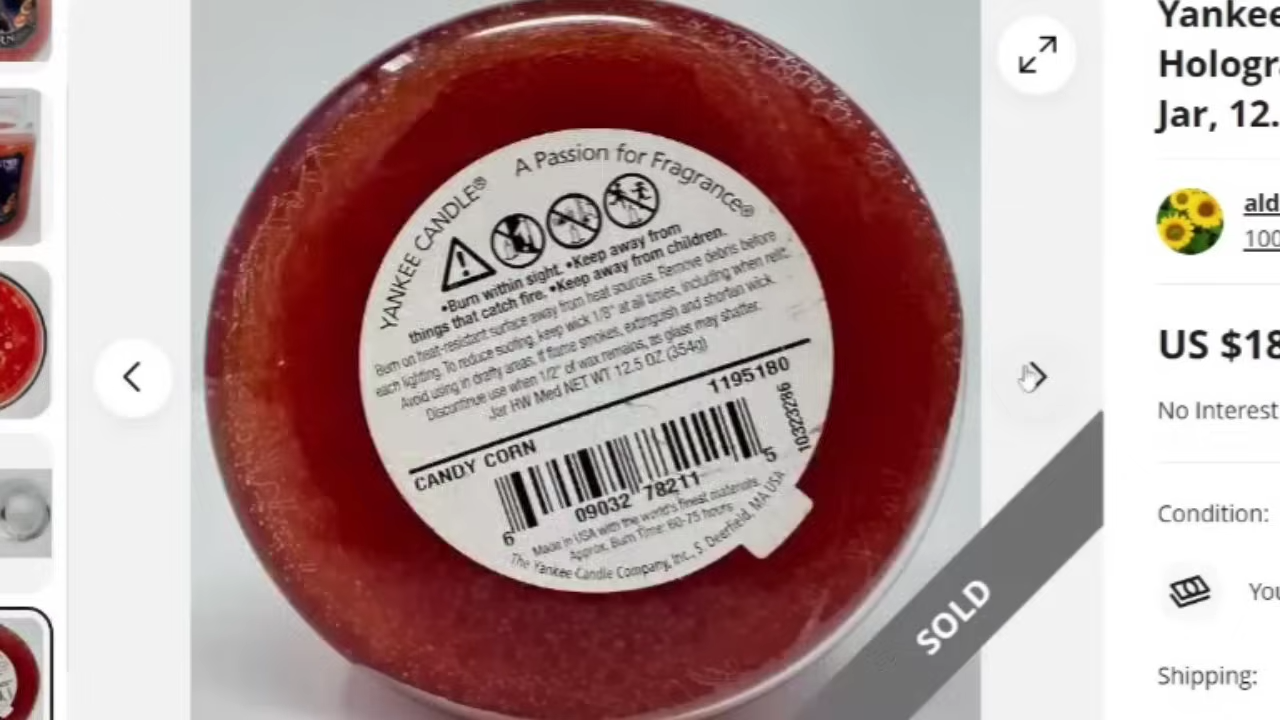 YANKEE CANDLE® A Passion for Fragrance®
•Burn within sight. •Keep away from
things that catch fire. •Keep away from children.
Burn on heat-resistant surface away from heat sources. Remove debris before
each lighting. To reduce sooting, keep wick 1/8" at all times, including when relit.
Avoid using in drafty areas. If flame smokes, extinguish and shorten wick.
Discontinue use when 1/2" of wax remains, as glass may shatter.
Jar HW Med NET WT 12.5 OZ (354g)
1195180
CANDY CORN
10323286
6 09032 78211 5
Made in USA with the world's finest materials
Approx. Burn Time: 60-75 hours
The Yankee Candle Company, Inc., S. Deerfield, MA USA
SOLD
Yankee
Hologra
Jar, 12.
ald
100
US $18
No Interest
Condition:
You
Shipping: